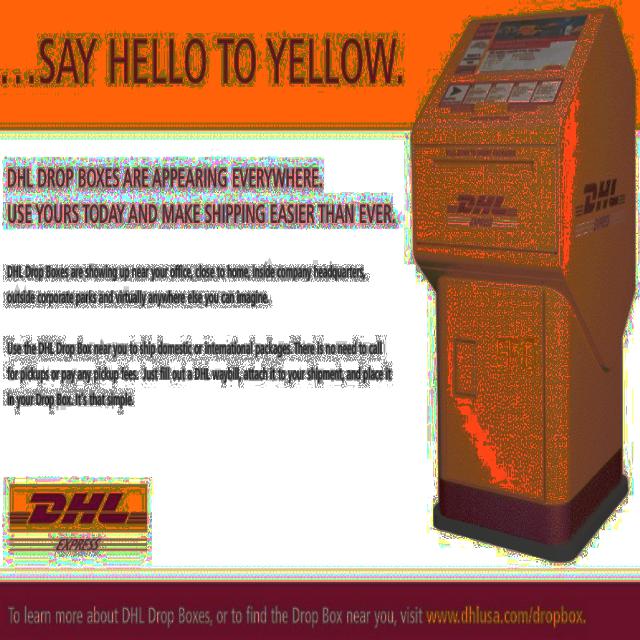 ...SAY HELLO TO YELLOW.
DHL DROP BOXES ARE APPEARING EVERYWHERE.
USE YOURS TODAY AND MAKE SHIPPING EASIER THAN EVER.
DHL Drop Boxes are showing up near your office, close to home, inside company headquarters,
outside corporate parks and virtually anywhere else you can imagine.
Use the DHL Drop Box near you to ship domestic or international packages. There is no need to call
for pickups or pay any pickup fees. Just fill out a DHL waybill, attach it to your shipment, and place it
in your Drop Box. It's that simple.
DHL
DHL
DHL
EXPRESS
To learn more about DHL Drop Boxes, or to find the Drop Box near you, visit www.dhlusa.com/dropbox.